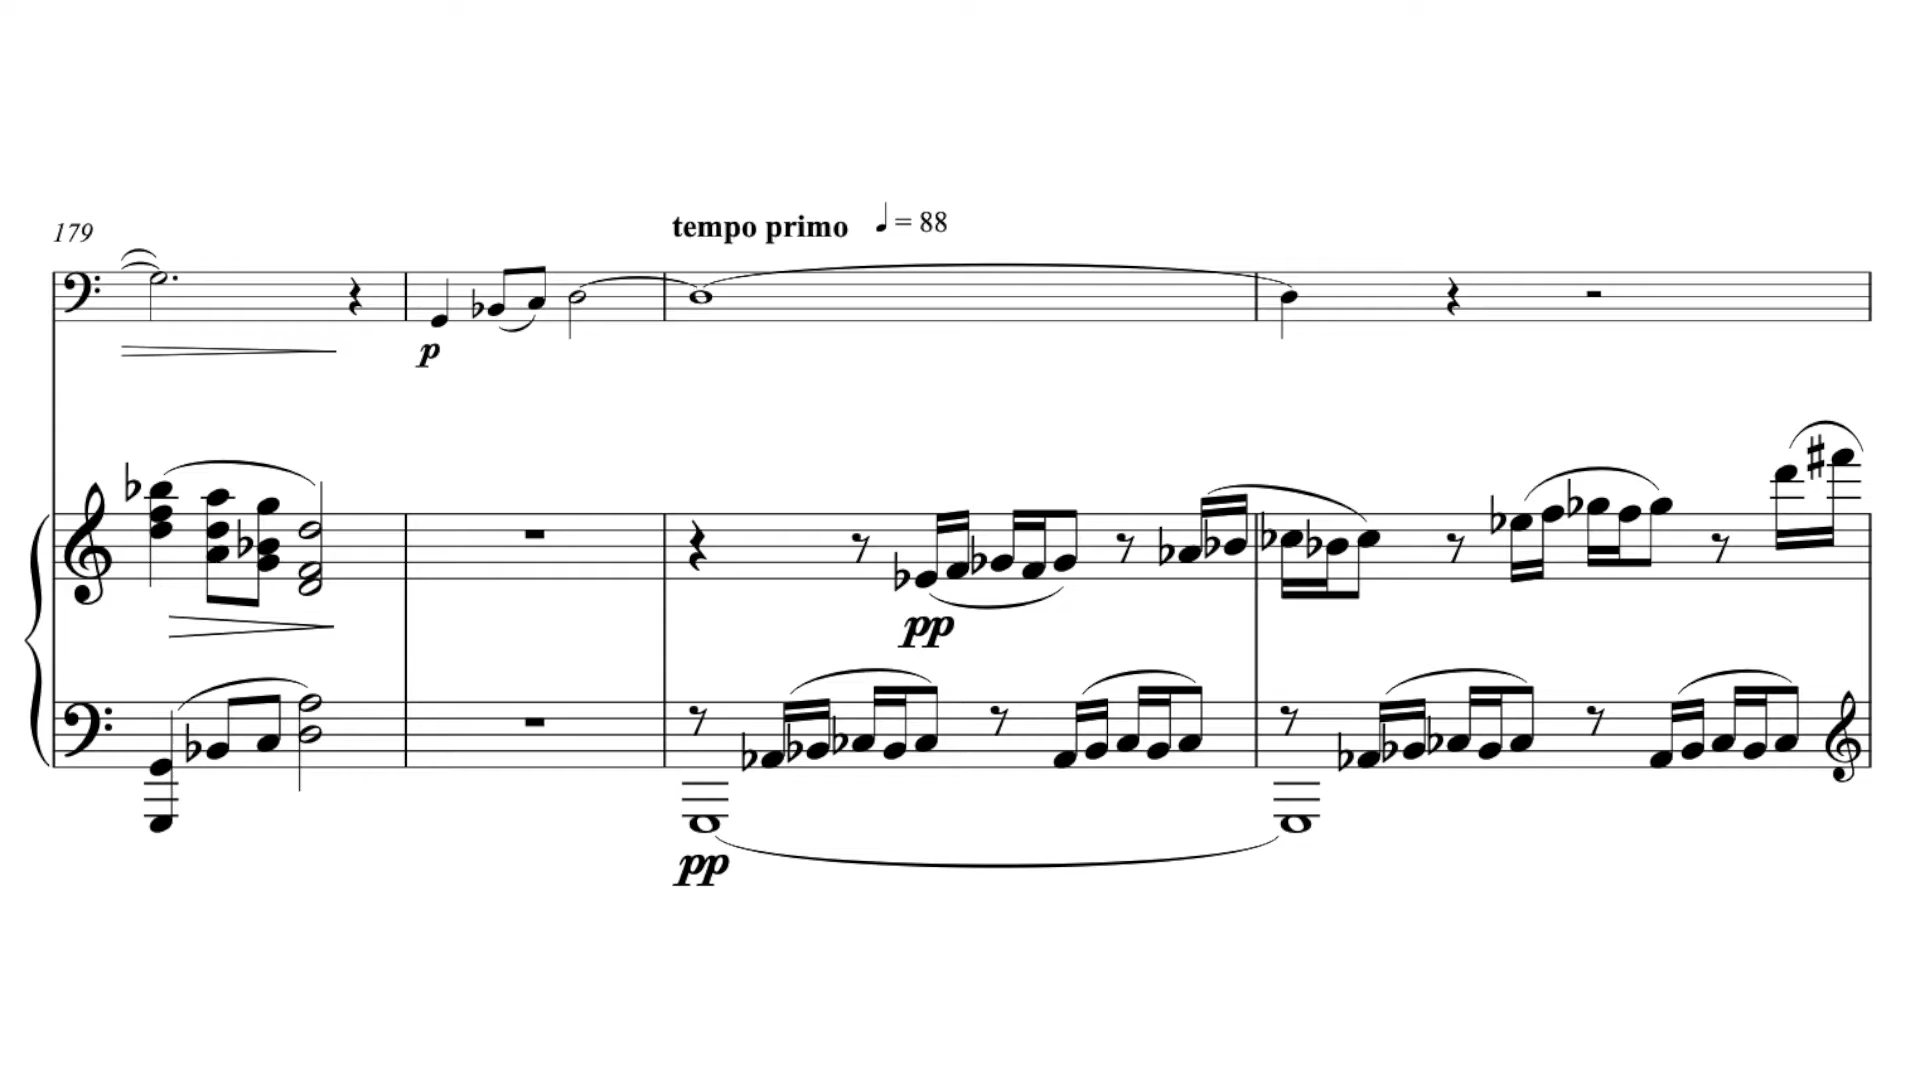 tempo primo ♩ = 88
179
p
pp
pp